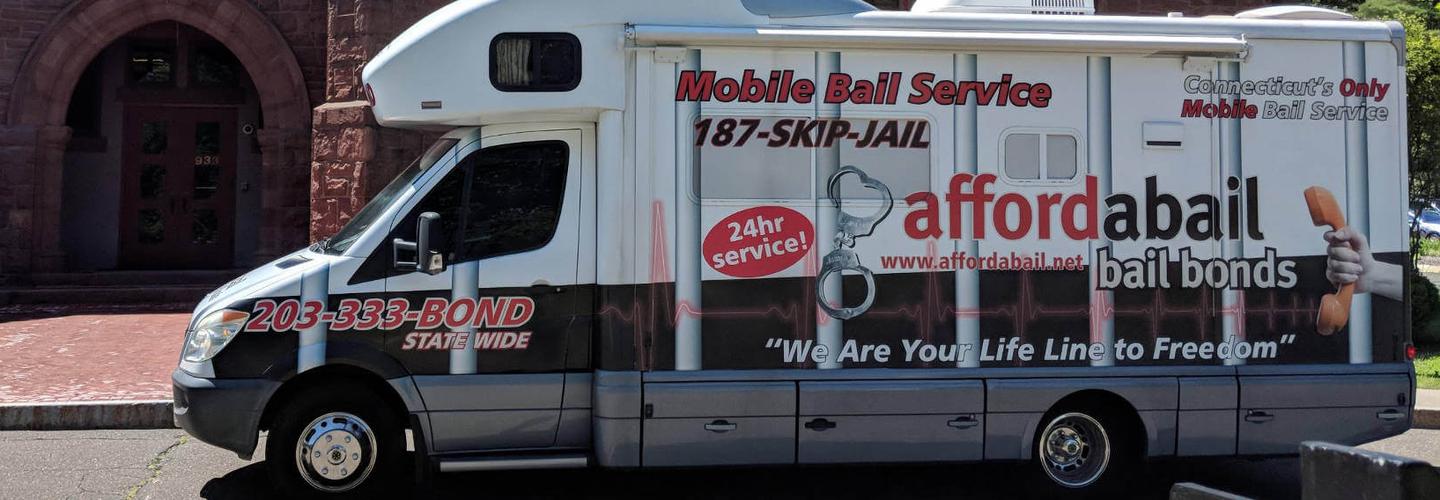 933
Mobile Bail Service
187-SKIP-JAIL
Connecticut's Only
Mobile Bail Service
24hr
service!
affordabail
www.affordabail.net
bail bonds
203-333-BOND
STATE WIDE
"We Are Your Life Line to Freedom"